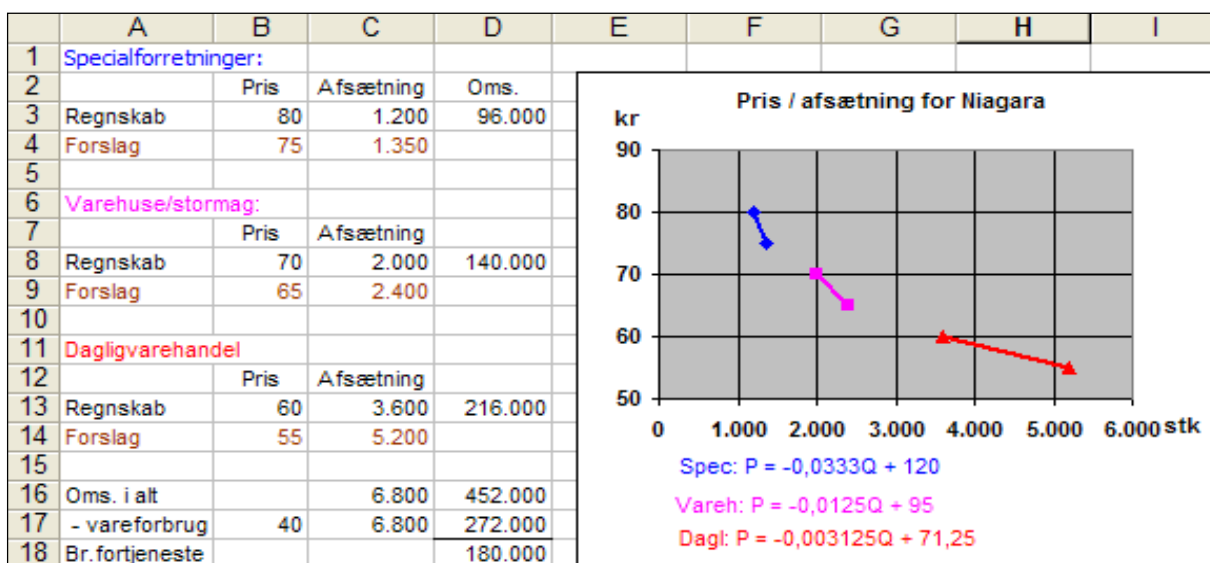 A B C D E F G H I
1 Specialforretninger:
2 Pris Afsætning Oms.
3 Regnskab 80 1.200 96.000
4 Forslag 75 1.350
5
6 Varehuse/stormag:
7 Pris Afsætning
8 Regnskab 70 2.000 140.000
9 Forslag 65 2.400
10
11 Dagligvarehandel
12 Pris Afsætning
13 Regnskab 60 3.600 216.000
14 Forslag 55 5.200
15
16 Oms. i alt 6.800 452.000
17 - vareforbrug 40 6.800 272.000
18 Br.fortjeneste 180.000
Pris / afsætning for Niagara
kr
90
80
70
60
50
0 1.000 2.000 3.000 4.000 5.000 6.000 stk
Spec: P = -0,0333Q + 120
Vareh: P = -0,0125Q + 95
Dagl: P = -0,003125Q + 71,25